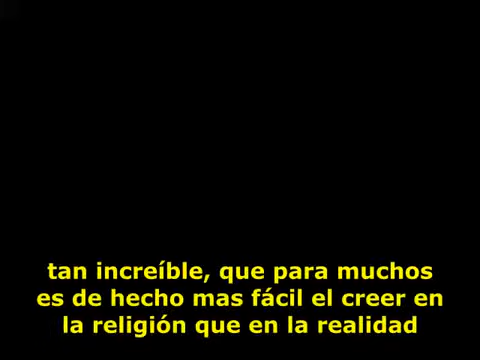 tan increíble, que para muchos
es de hecho mas fácil el creer en
la religión que en la realidad